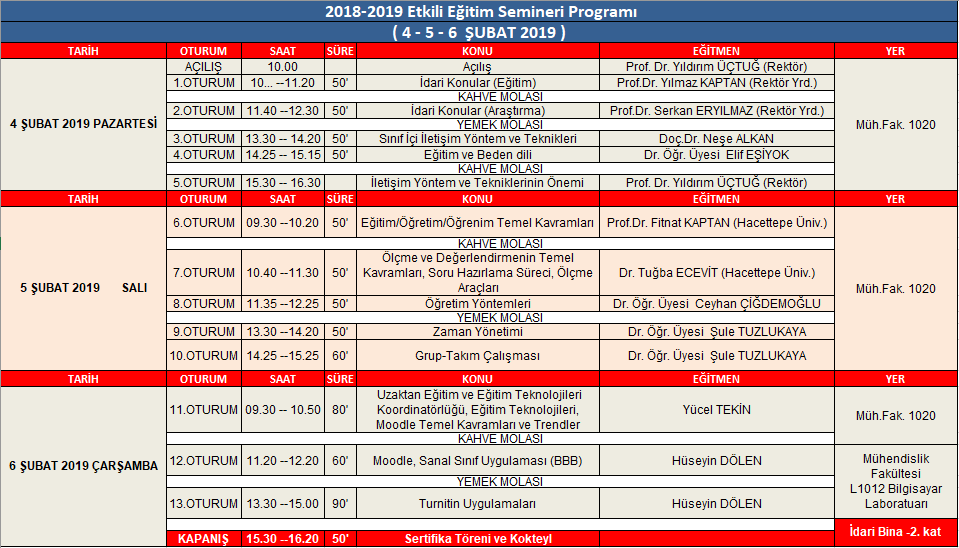 2018-2019 Etkili Eğitim Semineri Programı
( 4 - 5 - 6 ŞUBAT 2019 )
TARİH OTURUM SAAT SÜRE KONU EĞİTMEN YER
4 ŞUBAT 2019 PAZARTESİ
AÇILIŞ 10.00 Açılış Prof. Dr. Yıldırım ÜÇTUĞ (Rektör)
1.OTURUM 10... --11.20 50' İdari Konular (Eğitim) Prof.Dr. Yılmaz KAPTAN (Rektör Yrd.)
KAHVE MOLASI
2.OTURUM 11.40 --12.30 50' İdari Konular (Araştırma) Prof.Dr. Serkan ERYILMAZ (Rektör Yrd.)
YEMEK MOLASI
3.OTURUM 13.30 -- 14.20 50' Sınıf İçi İletişim Yöntem ve Teknikleri Doç.Dr. Neşe ALKAN
4.OTURUM 14.25 -- 15.15 50' Eğitim ve Beden dili Dr. Öğr. Üyesi Elif EŞİYOK
KAHVE MOLASI
5.OTURUM 15.30 -- 16.30 İletişim Yöntem ve Tekniklerinin Önemi Prof. Dr. Yıldırım ÜÇTUĞ (Rektör)
Müh.Fak. 1020
TARİH OTURUM SAAT SÜRE KONU EĞİTMEN YER
5 ŞUBAT 2019 SALI
6.OTURUM 09.30 --10.20 50' Eğitim/Öğretim/Öğrenim Temel Kavramları Prof.Dr. Fitnat KAPTAN (Hacettepe Üniv.)
KAHVE MOLASI
7.OTURUM 10.40 --11.30 50' Ölçme ve Değerlendirmenin Temel
Kavramları, Soru Hazırlama Süreci, Ölçme
Araçları
Dr. Tuğba ECEVİT (Hacettepe Üniv.)
8.OTURUM 11.35 --12.25 50' Öğretim Yöntemleri Dr. Öğr. Üyesi Ceyhan ÇİĞDEMOĞLU
YEMEK MOLASI
9.OTURUM 13.30 --14.20 50' Zaman Yönetimi Dr. Öğr. Üyesi Şule TUZLUKAYA
10.OTURUM 14.25 --15.25 60' Grup-Takım Çalışması Dr. Öğr. Üyesi Şule TUZLUKAYA
Müh.Fak. 1020
TARİH OTURUM SAAT SÜRE KONU EĞİTMEN YER
6 ŞUBAT 2019 ÇARŞAMBA
11.OTURUM 09.30 -- 10.50 80' Uzaktan Eğitim ve Eğitim Teknolojileri
Koordinatörlüğü, Eğitim Teknolojileri,
Moodle Temel Kavramları ve Trendler
Yücel TEKİN
Müh.Fak. 1020
KAHVE MOLASI
12.OTURUM 11.20 --12.20 60' Moodle, Sanal Sınıf Uygulaması (BBB) Hüseyin DÖLEN
YEMEK MOLASI
13.OTURUM 13.30 --15.00 90' Turnitin Uygulamaları Hüseyin DÖLEN
Mühendislik
Fakültesi
L1012 Bilgisayar
Laboratuarı
KAPANIŞ 15.30 --16.20 50' Sertifika Töreni ve Kokteyl
İdari Bina -2. kat